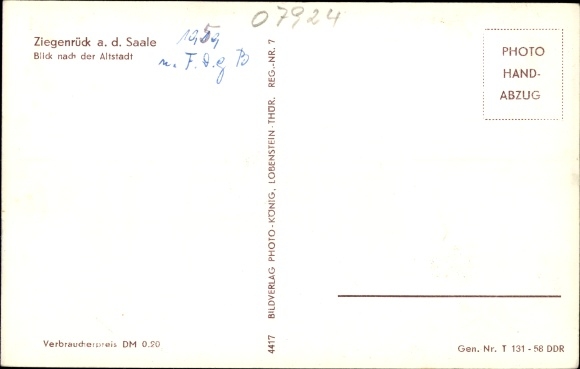 07924
Ziegenrück a. d. Saale
Blick nach der Altstadt
1959
PHOTO
HAND-
ABZUG
4417 BILDVERLAG PHOTO-KÖNIG, LOBENSTEIN-THÜR. REG.-NR. 7
Verbraucherpreis DM 0.20
Gen. Nr. T 131 - 58 DDR